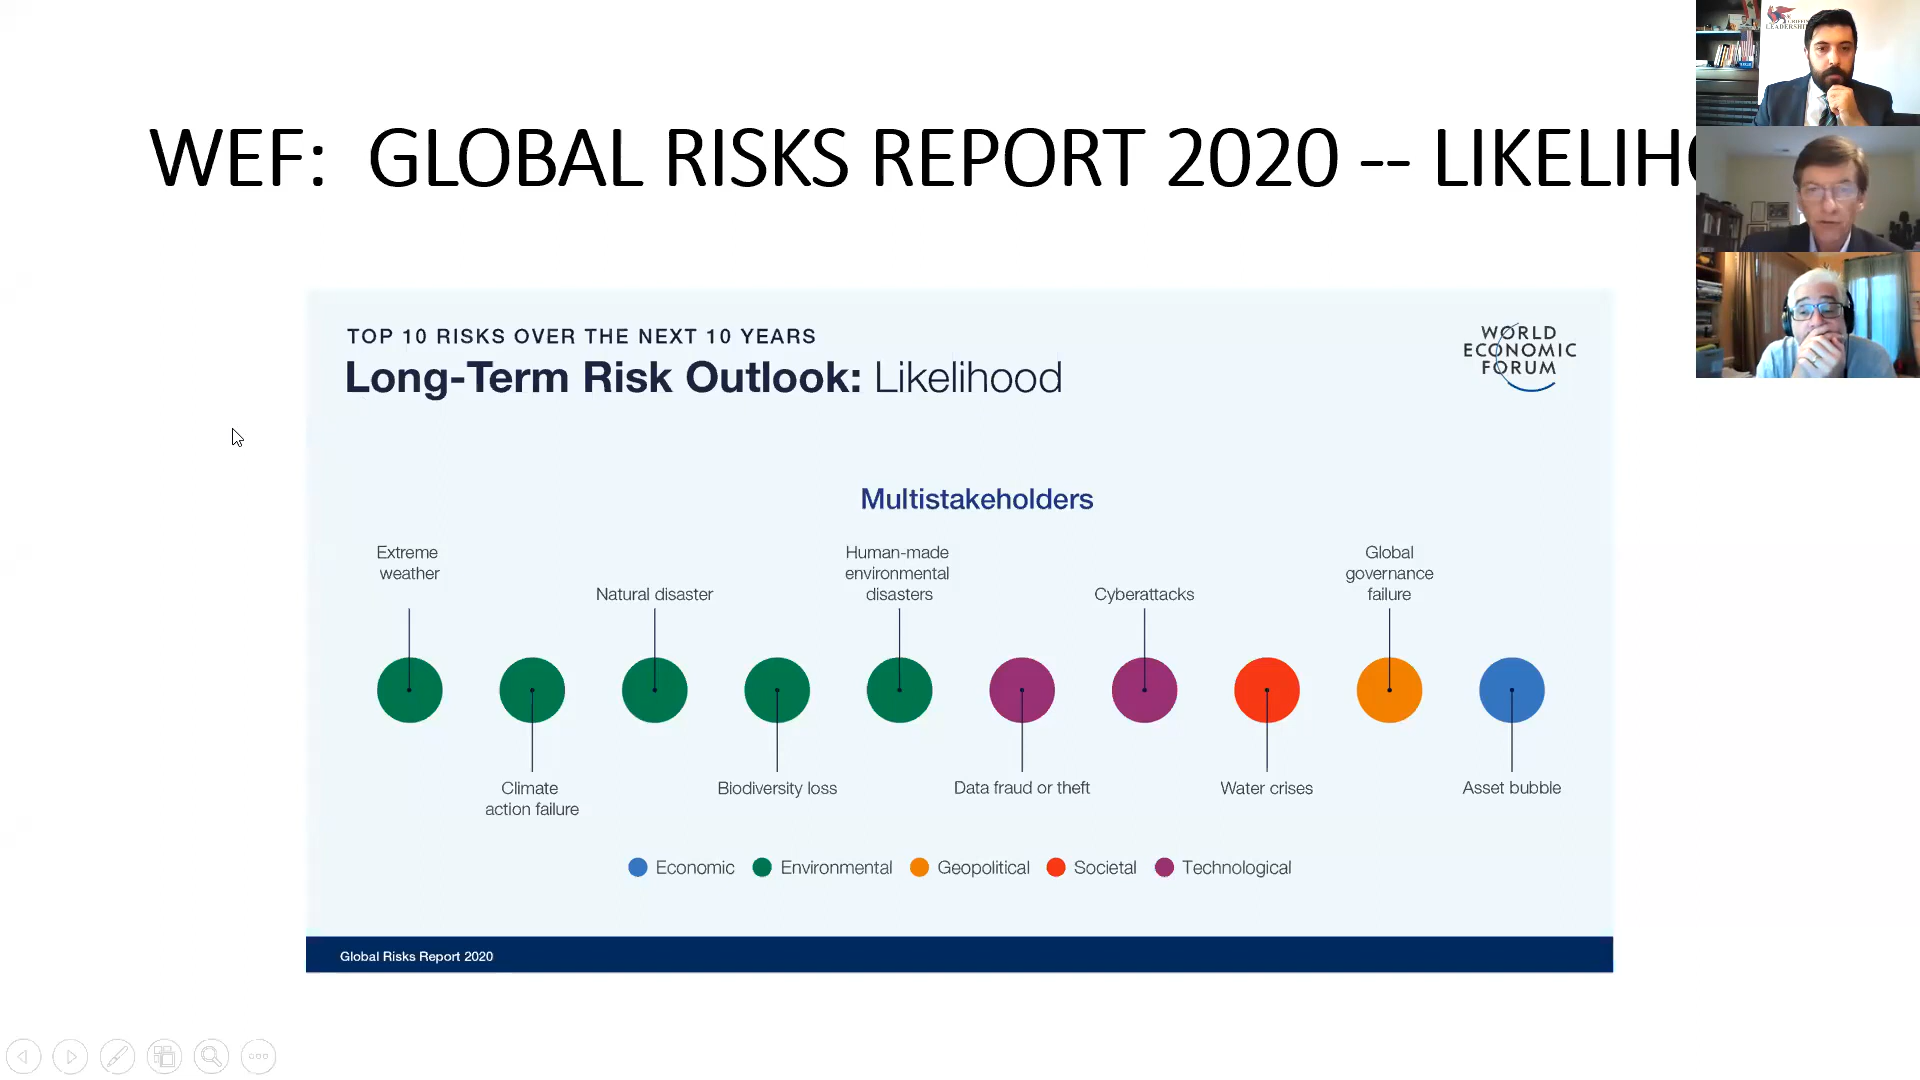 WEF: GLOBAL RISKS REPORT 2020 -- LIKELIHO
TOP 10 RISKS OVER THE NEXT 10 YEARS
Long-Term Risk Outlook: Likelihood
WORLD
ECONOMIC
FORUM
Multistakeholders
Extreme
weather
Climate
action failure
Natural disaster
Biodiversity loss
Human-made
environmental
disasters
Data fraud or theft
Cyberattacks
Water crises
Global
governance
failure
Asset bubble
Economic
Environmental
Geopolitical
Societal
Technological
Global Risks Report 2020